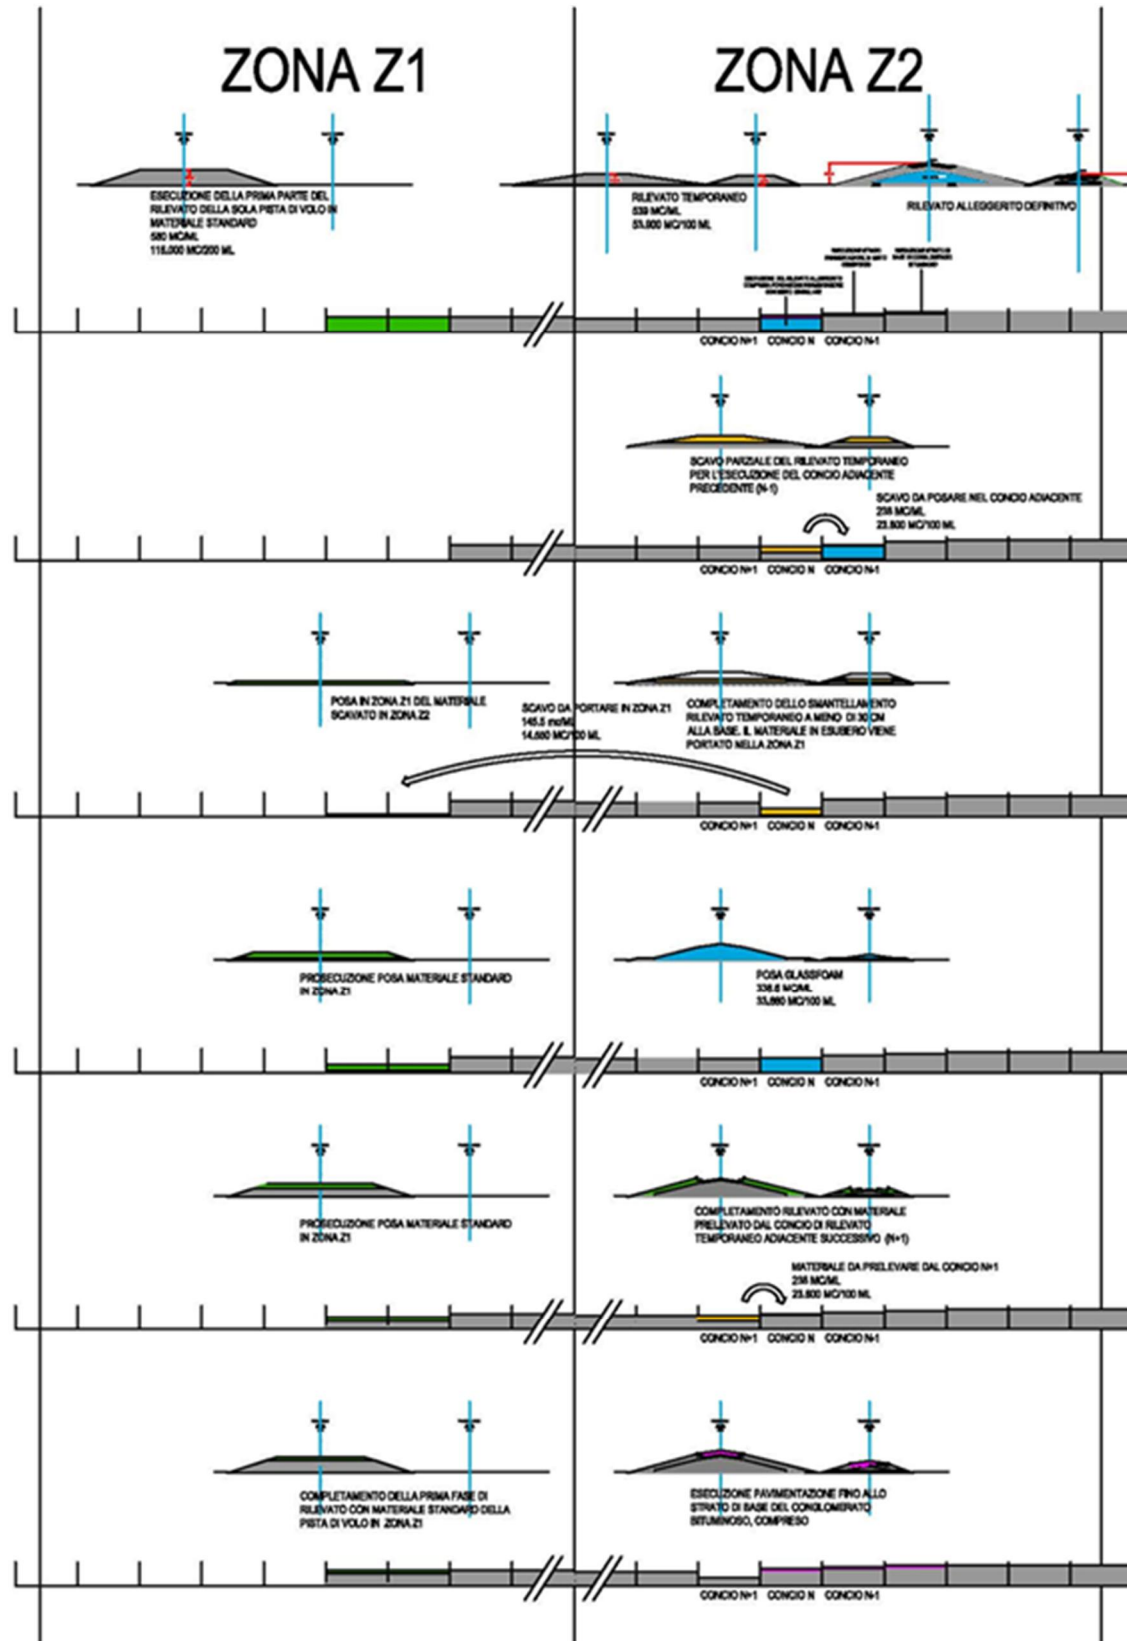 ZONA Z1
ZONA Z2
ESECUZIONE DELLA PRIMA PARTE DEL
RILEVATO DELLA SOLA PISTA DI VOLO IN
MATERIALE STANDARD
580 MC/ML
116.000 MC/200 ML
RILEVATO TEMPORANEO
539 MC/ML
53.900 MC/100 ML
RILEVATO ALLEGGERITO DEFINITIVO
CONCIO N+1 CONCIO N CONCIO N-1
SCAVO PARZIALE DEL RILEVATO TEMPORANEO
PER L'ESECUZIONE DEL CONCIO ADIACENTE
PRECEDENTE (N-1)
SCAVO DA POSARE NEL CONCIO ADIACENTE
238 MC/ML
23.800 MC/100 ML
CONCIO N+1 CONCIO N CONCIO N-1
POSA IN ZONA Z1 DEL MATERIALE
SCAVATO IN ZONA Z2
SCAVO DA PORTARE IN ZONA Z1
145.5 mc/ML
14.550 MC/100 ML
COMPLETAMENTO DELLO SMANTELLAMENTO
RILEVATO TEMPORANEO A MENO DI 30 CM
ALLA BASE. IL MATERIALE IN ESUBERO VIENE
PORTATO NELLA ZONA Z1
CONCIO N+1 CONCIO N CONCIO N-1
PROSECUZIONE POSA MATERIALE STANDARD
IN ZONA Z1
POSA GLASSFOAM
338.6 MC/ML
33.860 MC/100 ML
CONCIO N+1 CONCIO N CONCIO N-1
PROSECUZIONE POSA MATERIALE STANDARD
IN ZONA Z1
COMPLETAMENTO RILEVATO CON MATERIALE
PRELEVATO DAL CONCIO DI RILEVATO
TEMPORANEO ADIACENTE SUCCESSIVO (N+1)
MATERIALE DA PRELEVARE DAL CONCIO N+1
238 MC/ML
23.800 MC/100 ML
CONCIO N+1 CONCIO N CONCIO N-1
COMPLETAMENTO DELLA PRIMA FASE DI
RILEVATO CON MATERIALE STANDARD DELLA
PISTA DI VOLO IN ZONA Z1
ESECUZIONE PAVIMENTAZIONE FINO ALLO
STRATO DI BASE DEL CONGLOMERATO
BITUMINOSO, COMPRESO
CONCIO N+1 CONCIO N CONCIO N-1